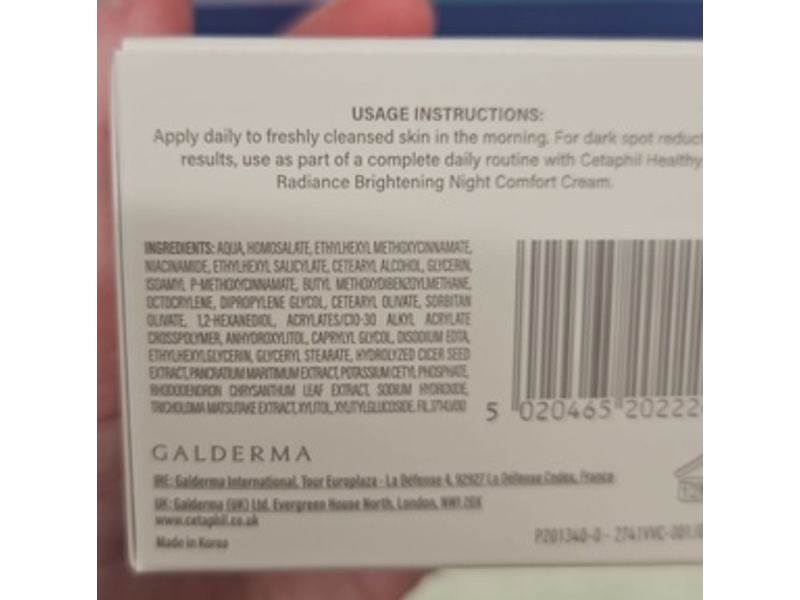 USAGE INSTRUCTIONS:
Apply daily to freshly cleansed skin in the morning. For dark spot reduct
results, use as part of a complete daily routine with Cetaphil Healthy
Radiance Brightening Night Comfort Cream.
INGREDIENTS: AQUA, HOMOSALATE, ETHYLHEXYL METHOXYCINNAMATE,
NIACINAMIDE, ETHYLHEXYL SALICYLATE, CETEARYL ALCOHOL, GLYCERIN,
ISOAMYL P-METHOXYCINNAMATE, BUTYL METHOXYDIBENZOYLMETHANE,
OCTOCRYLENE, DIPROPYLENE GLYCOL, CETEARYL OLIVATE, SORBITAN
OLIVATE, 1,2-HEXANEDIOL, ACRYLATES/C10-30 ALKYL ACRYLATE
CROSSPOLYMER, ANHYDROXYLITOL, CAPRYLYL GLYCOL, DISODIUM EDTA,
ETHYLHEXYLGLYCERIN, GLYCERYL STEARATE, HYDROLYZED CICER SEED
EXTRACT, PANCRATIUM MARITIMUM EXTRACT, POTASSIUM CETYL PHOSPHATE,
RHODODENDRON CHRYSANTHUM LEAF EXTRACT, SODIUM HYDROXIDE,
TRICHOLOMA MATSUTAKE EXTRACT, XYLITOL, XYLITYLGLUCOSIDE.
5 020465 20222
GALDERMA
IRE: Galderma International, Tour Europlaza - La Défense 4, 92927 La Défense Cedex, France
UK: Galderma (UK) Ltd. Evergreen House North, London, NW1 2DX
www.cetaphil.co.uk
Made in Korea
P201340-0 -